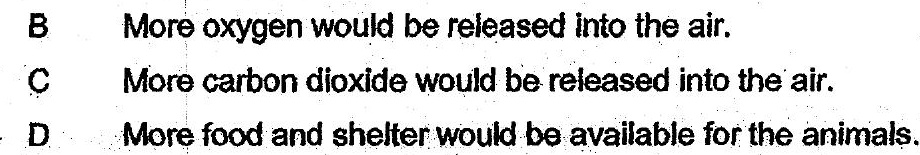 B More oxygen would be released into the air.
C More carbon dioxide would be released into the air.
D More food and shelter would be available for the animals.